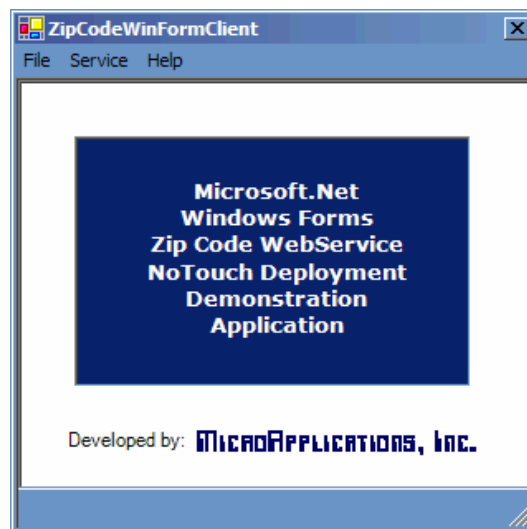 ZipCodeWinFormClient
File Service Help
Microsoft.Net
Windows Forms
Zip Code WebService
NoTouch Deployment
Demonstration
Application
Developed by: MicroApplications, Inc.